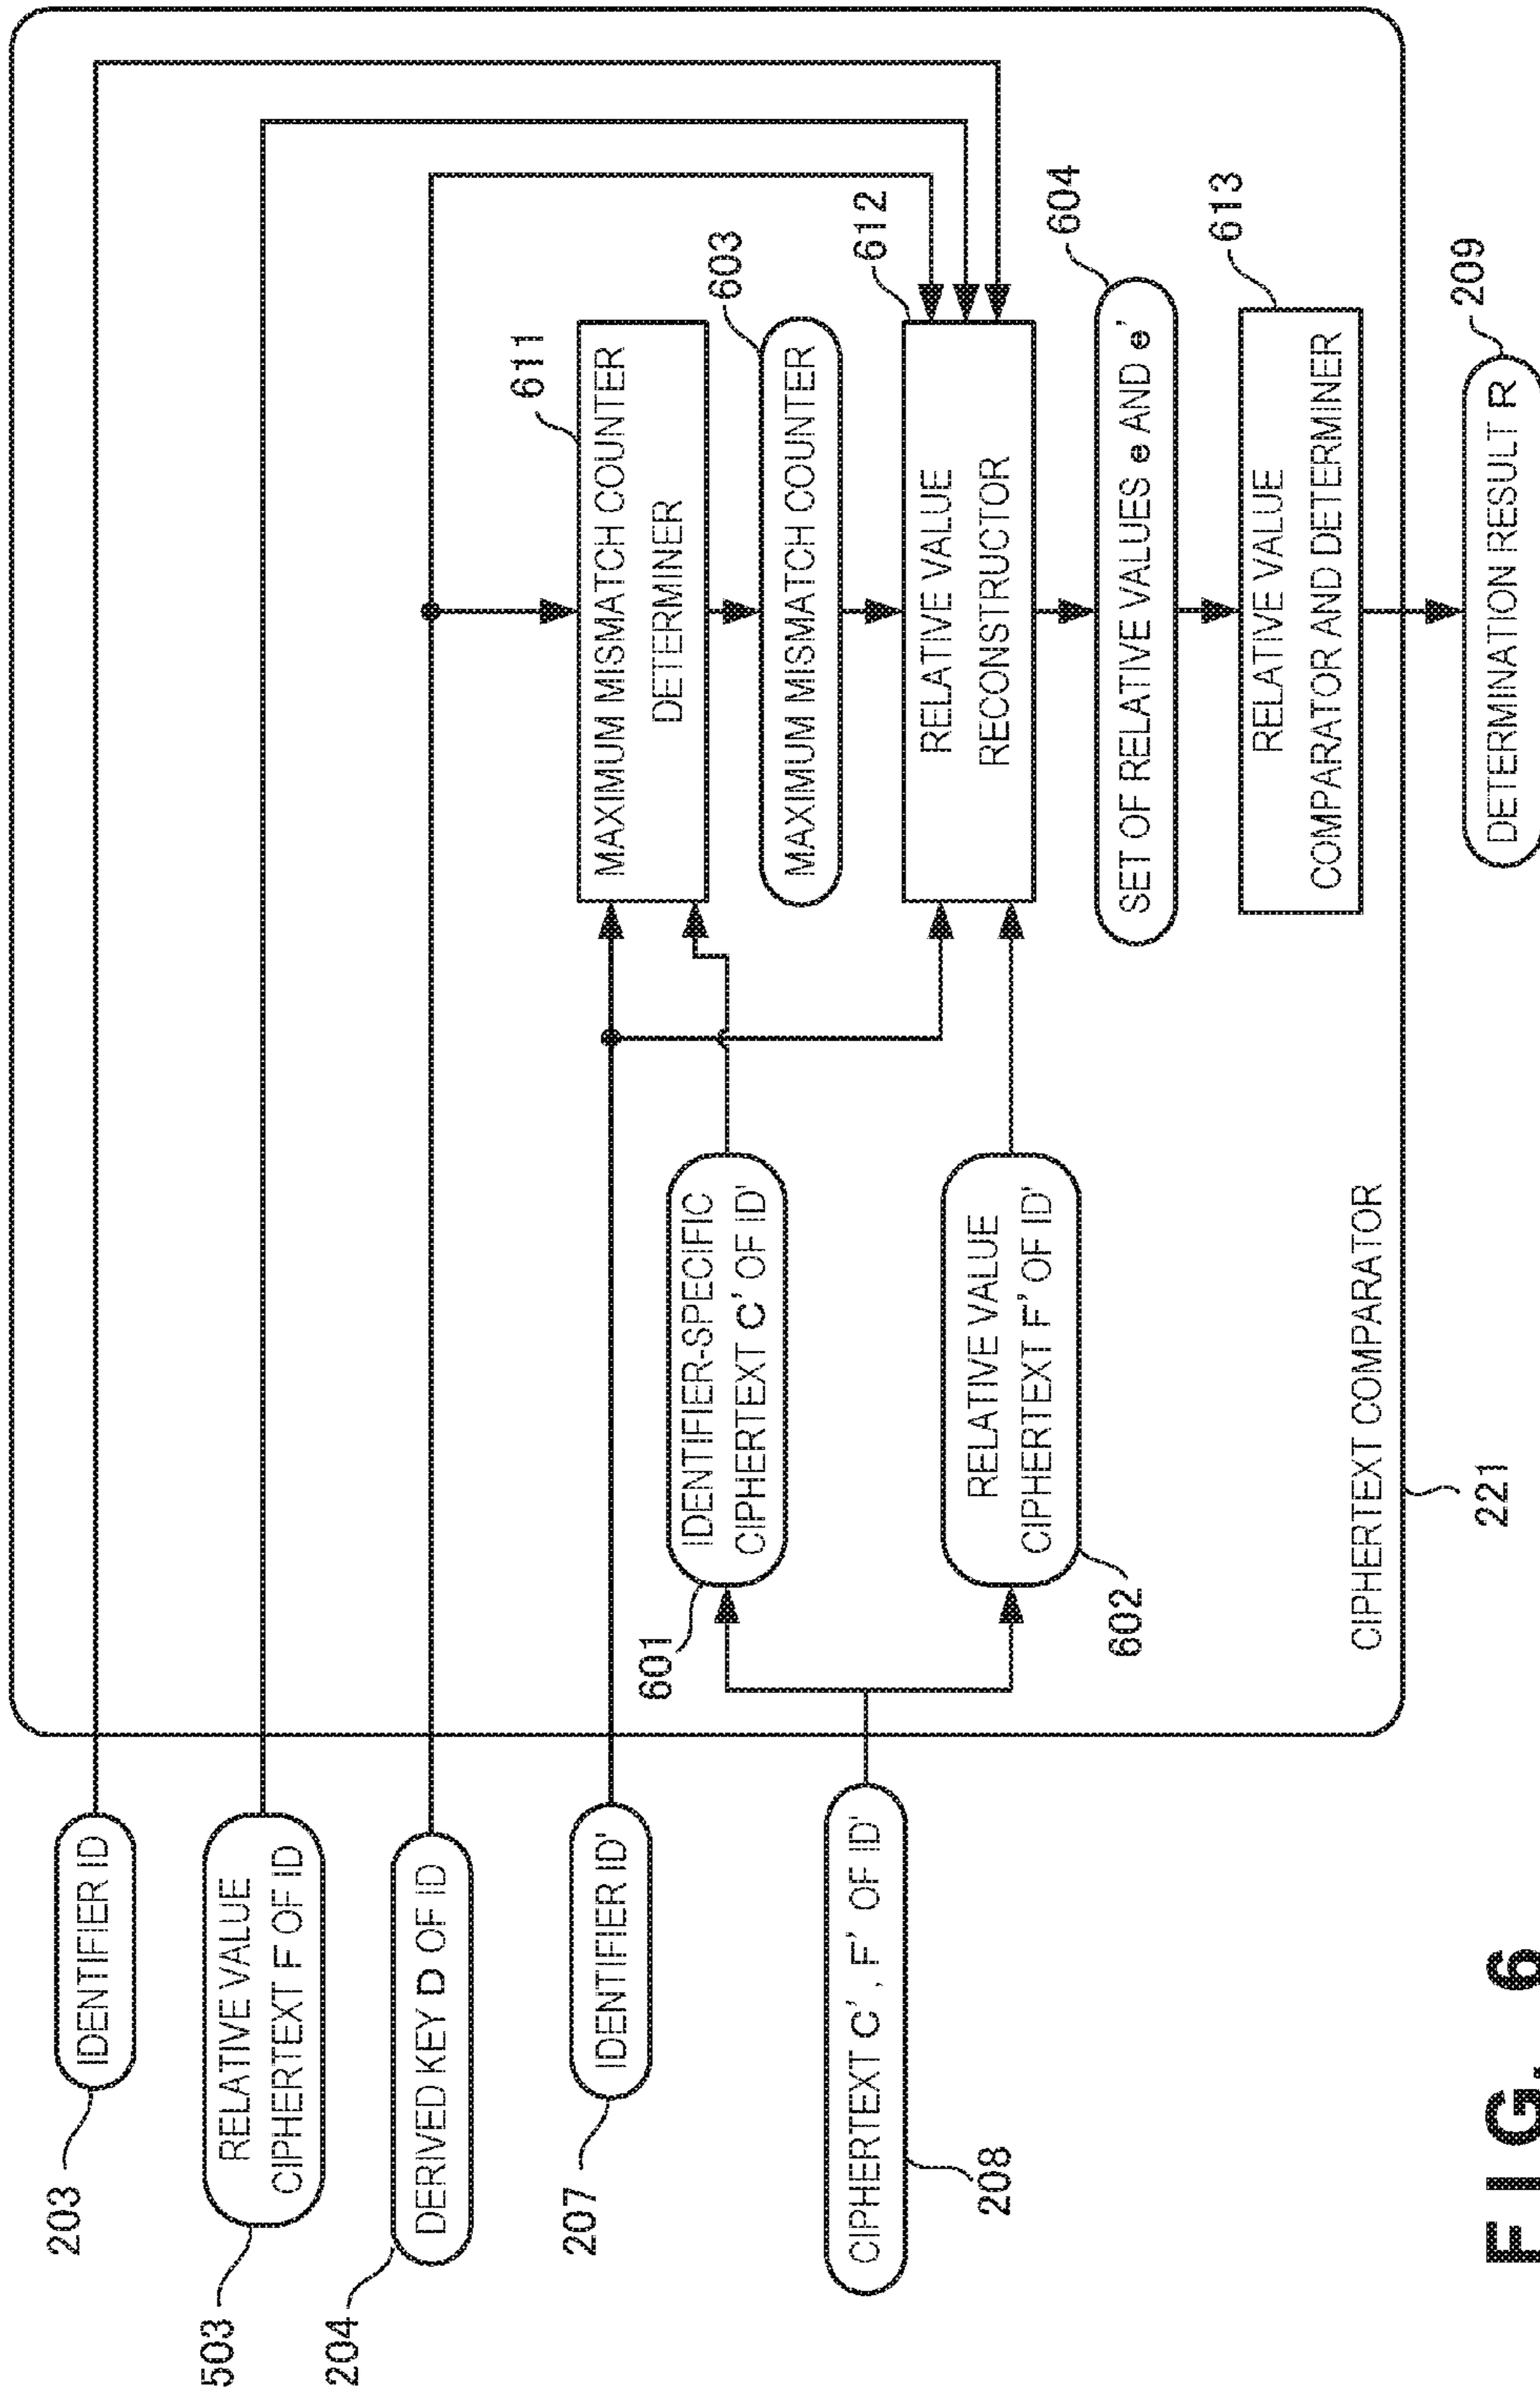 203
IDENTIFIER ID
503
RELATIVE VALUE
CIPHERTEXT F OF ID
204
DERIVED KEY D OF ID
207
IDENTIFIER ID'
CIPHERTEXT C', F' OF ID'
208
601
IDENTIFIER-SPECIFIC
CIPHERTEXT C' OF ID'
RELATIVE VALUE
CIPHERTEXT F' OF ID'
602
611
MAXIMUM MISMATCH COUNTER
DETERMINER
603
MAXIMUM MISMATCH COUNTER
612
RELATIVE VALUE
RECONSTRUCTOR
604
SET OF RELATIVE VALUES e AND e'
613
RELATIVE VALUE
COMPARATOR AND DETERMINER
CIPHERTEXT COMPARATOR
221
209
DETERMINATION RESULT R
FIG. 6